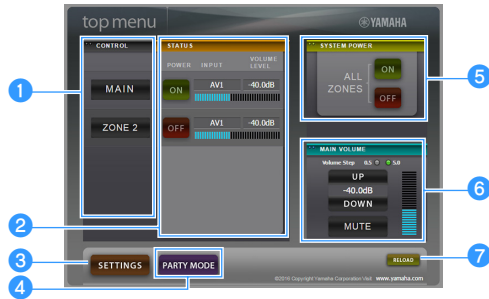 top menu
YAMAHA
CONTROL
STATUS
SYSTEM POWER
POWER INPUT VOLUME LEVEL
MAIN
ON AV1 -40.0dB
ZONE 2
OFF AV1 -40.0dB
ALL ZONES
ON
OFF
MAIN VOLUME
Volume Step 0.5 5.0
UP
-40.0dB
DOWN
MUTE
SETTINGS
PARTY MODE
RELOAD
©2010 Copyright Yamaha Corporation Visit www.yamaha.com
1
2
3
4
5
6
7